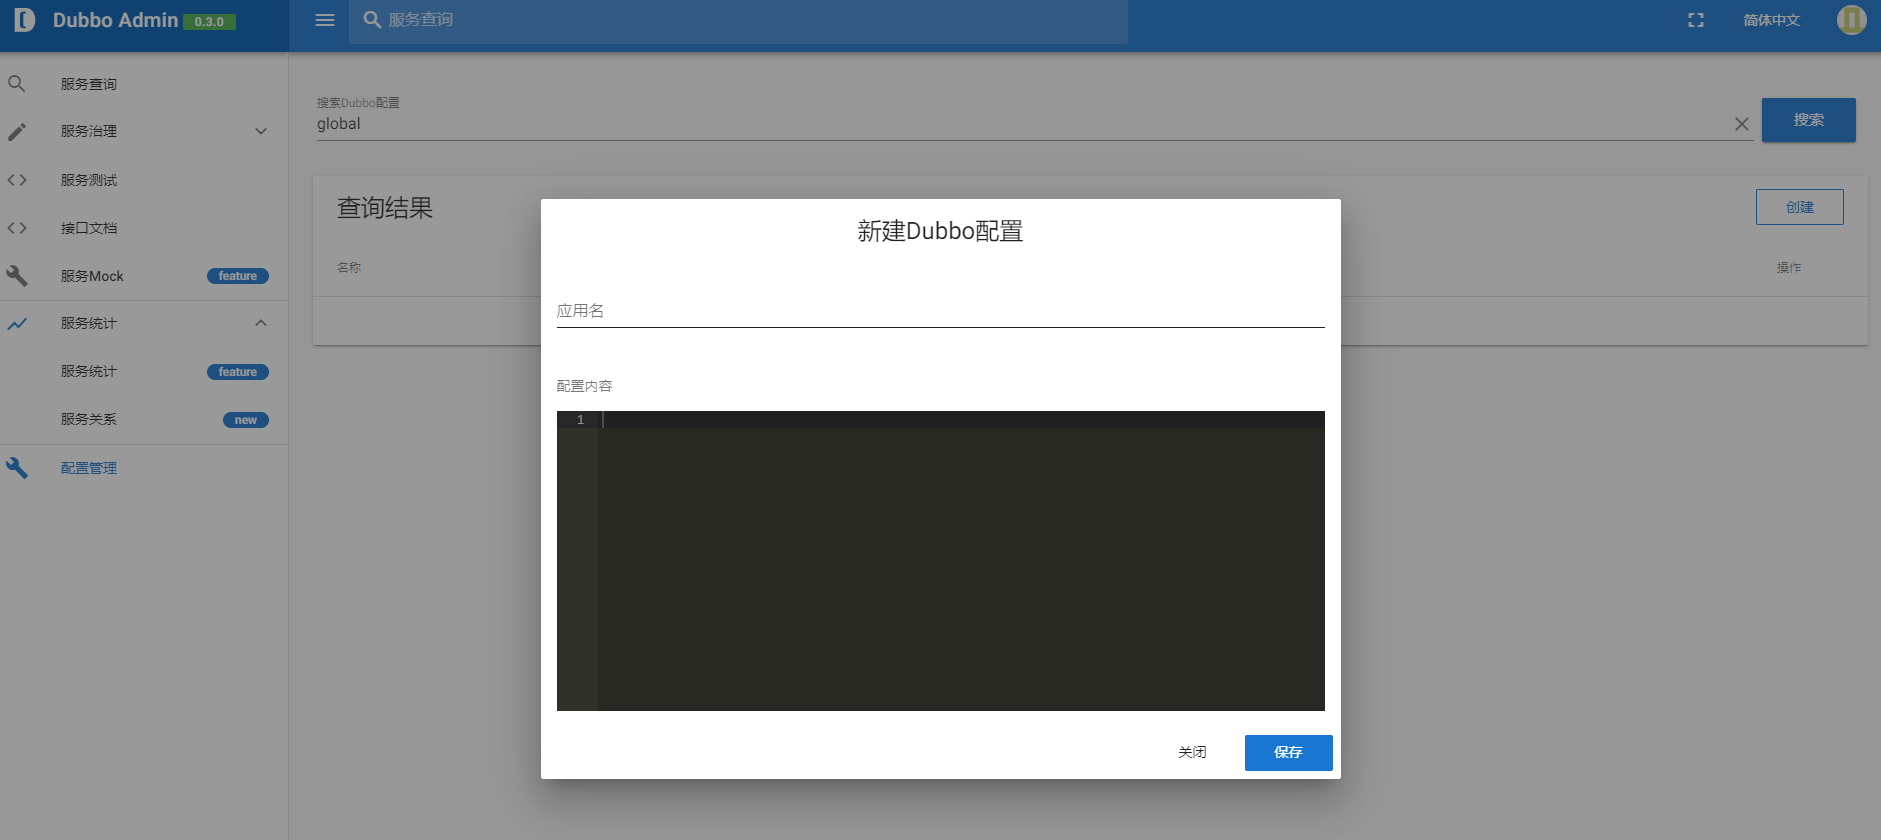 Dubbo Admin 0.3.0
服务查询
简体中文
服务查询
服务治理
服务测试
接口文档
服务Mock feature
服务统计
服务统计 feature
服务关系 new
配置管理
搜索Dubbo配置
global
搜索
查询结果
创建
名称
操作
新建Dubbo配置
应用名
配置内容
1
关闭
保存